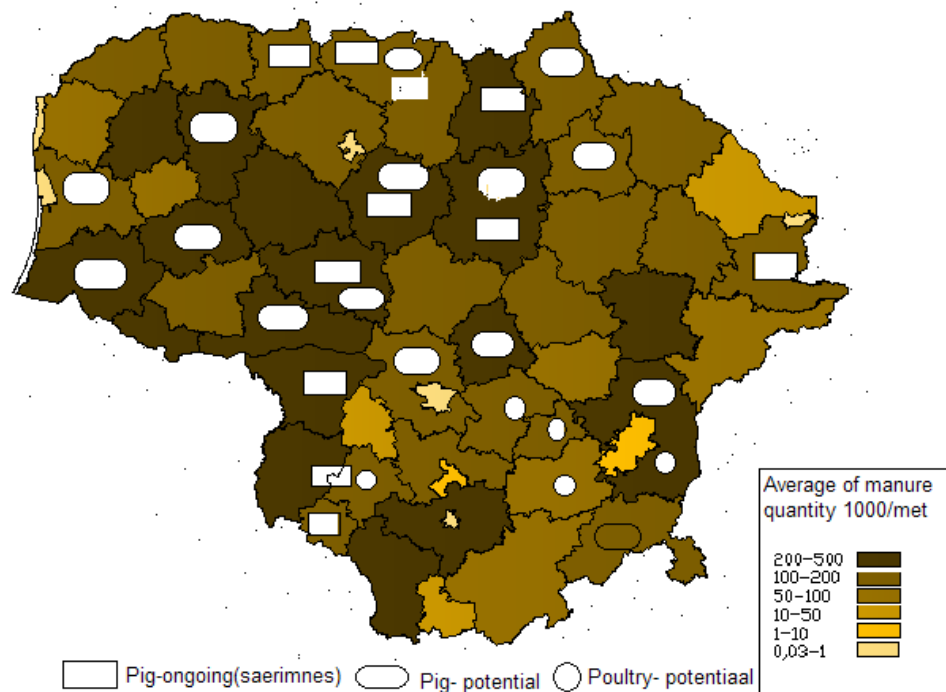 Average of manure
quantity 1000/met
200-500
100-200
50-100
10-50
1-10
0,03-1
Pig-ongoing(saerimnes)
Pig- potential
Poultry- potentiaal